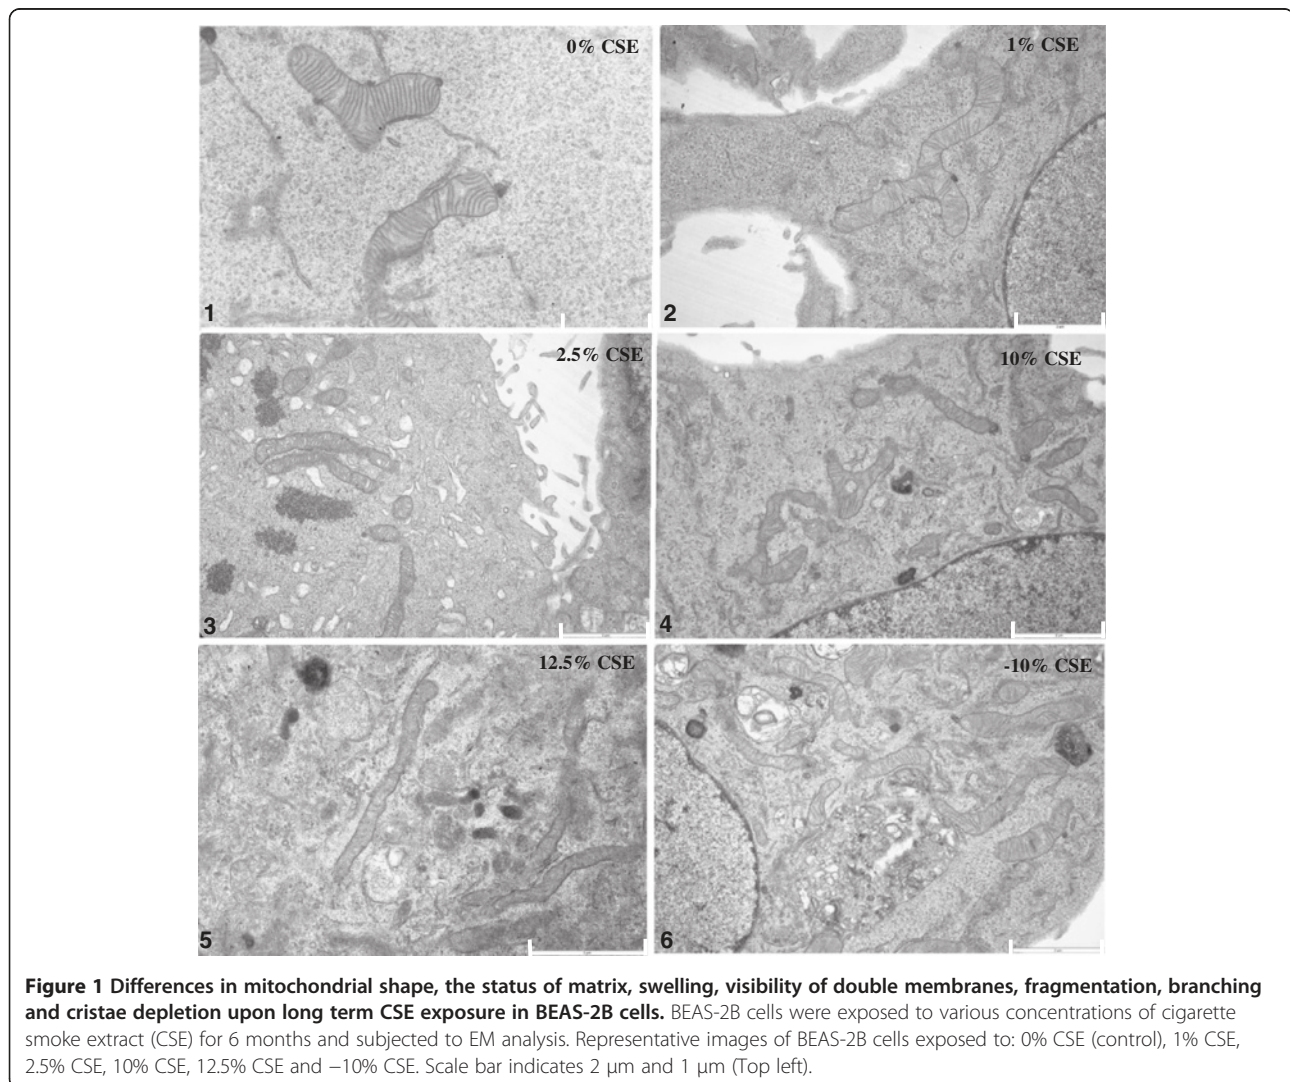 0% CSE
1
1% CSE
2
2.5% CSE
3
10% CSE
4
12.5% CSE
5
-10% CSE
6
Figure 1 Differences in mitochondrial shape, the status of matrix, swelling, visibility of double membranes, fragmentation, branching
and cristae depletion upon long term CSE exposure in BEAS-2B cells. BEAS-2B cells were exposed to various concentrations of cigarette
smoke extract (CSE) for 6 months and subjected to EM analysis. Representative images of BEAS-2B cells exposed to: 0% CSE (control), 1% CSE,
2.5% CSE, 10% CSE, 12.5% CSE and −10% CSE. Scale bar indicates 2 μm and 1 μm (Top left).